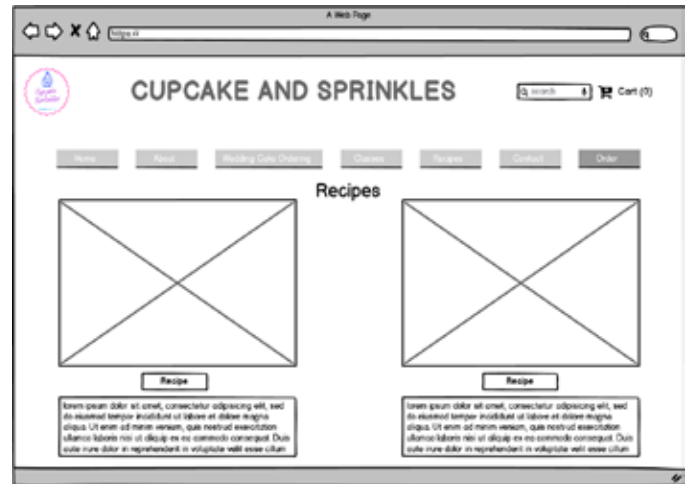 A Web Page
https://
CUPCAKE AND SPRINKLES
search
Cart (0)
Home
About
Wedding Cake Ordering
Classes
Recipes
Contact
Order
Recipes
Recipe
lorem ipsum dolor sit amet, consectetur adipisicing elit, sed
do eiusmod tempor incididunt ut labore et dolore magna
aliqua. Ut enim ad minim veniam, quis nostrud exercitation
ullamco laboris nisi ut aliquip ex ea commodo consequat. Duis
aute irure dolor in reprehenderit in voluptate velit esse cillum
Recipe
lorem ipsum dolor sit amet, consectetur adipisicing elit, sed
do eiusmod tempor incididunt ut labore et dolore magna
aliqua. Ut enim ad minim veniam, quis nostrud exercitation
ullamco laboris nisi ut aliquip ex ea commodo consequat. Duis
aute irure dolor in reprehenderit in voluptate velit esse cillum